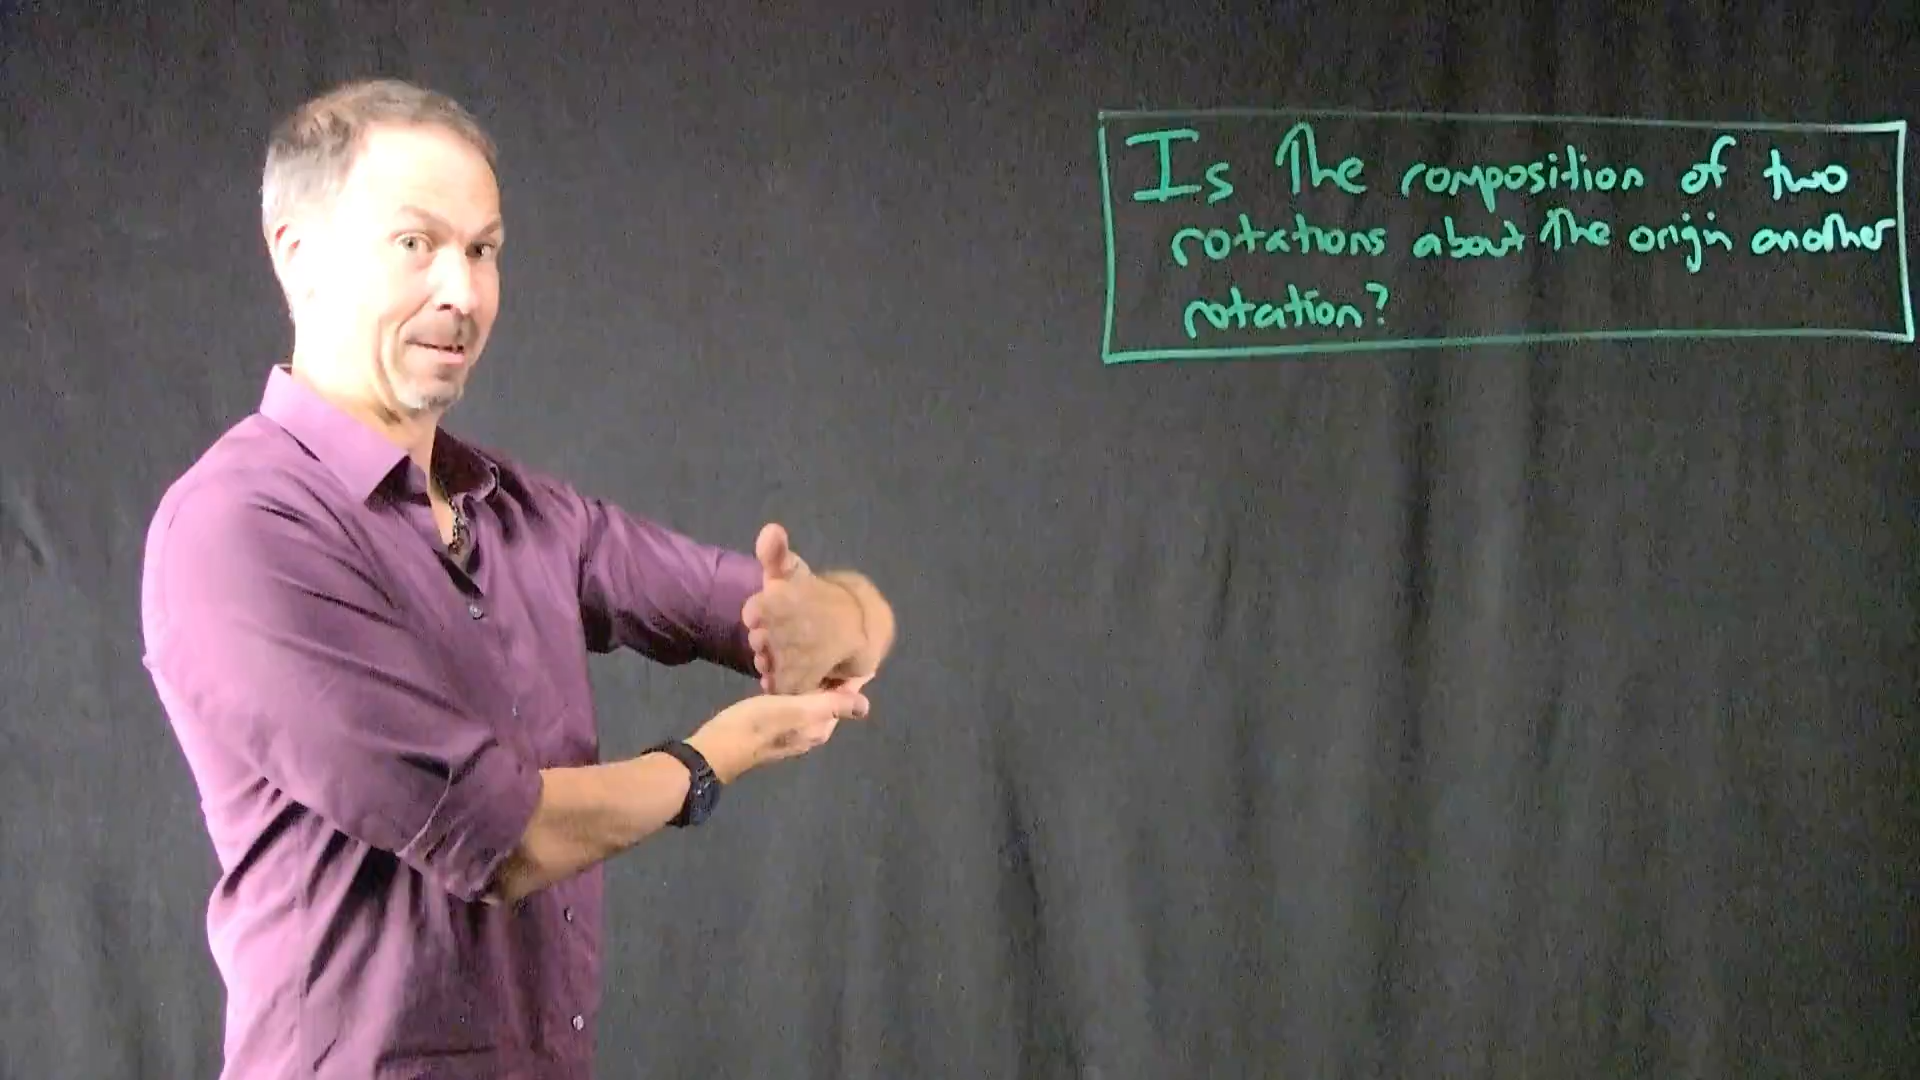 Is the composition of two
rotations about the origin another
rotation?